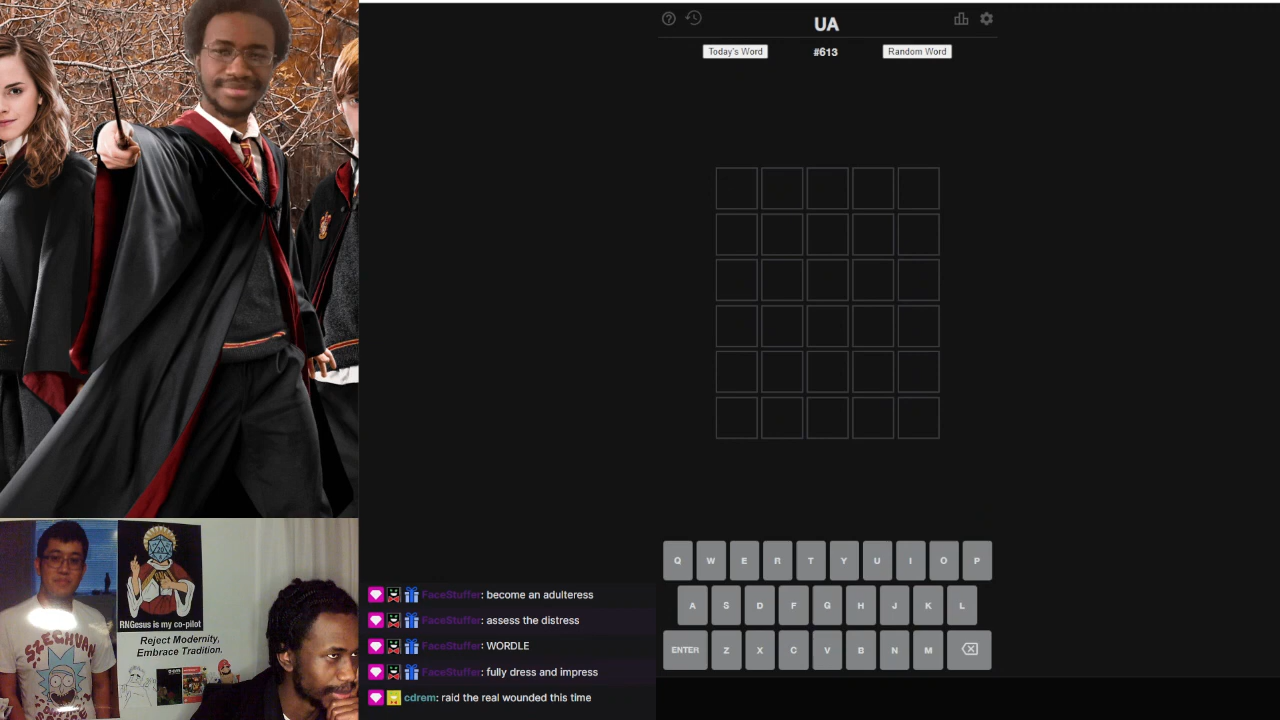 UA
Today's Word
#613
Random Word
Q W E R T Y U I O P
A S D F G H J K L
ENTER Z X C V B N M
FaceStuffer: become an adulteress
FaceStuffer: assess the distress
FaceStuffer: WORDLE
FaceStuffer: fully dress and impress
cdrem: raid the real wounded this time
SZECHUAN
RNGesus is my co-pilot
Reject Modernity,
Embrace Tradition.